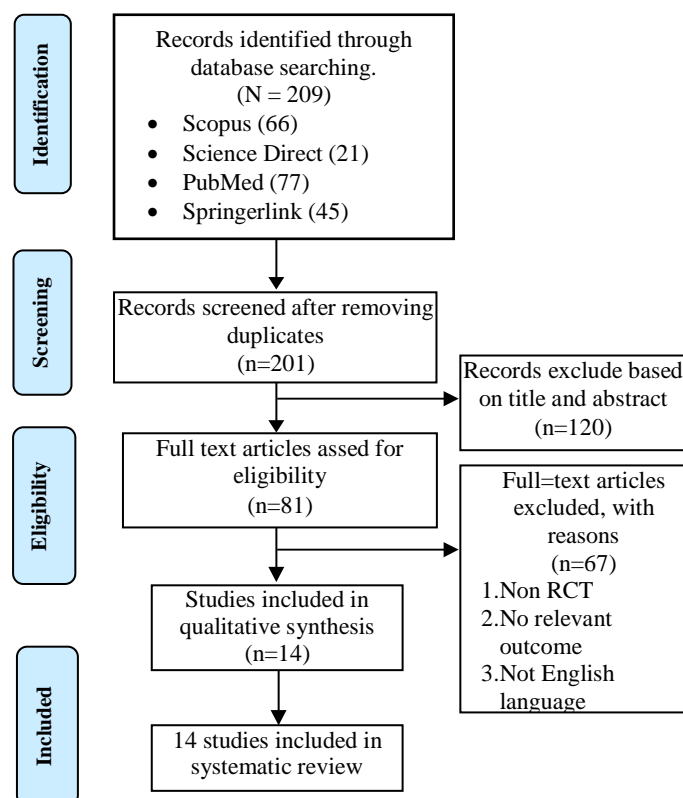 Identification
Records identified through
database searching.
(N = 209)
• Scopus (66)
• Science Direct (21)
• PubMed (77)
• Springerlink (45)
Screening
Records screened after removing
duplicates
(n=201)
Records exclude based
on title and abstract
(n=120)
Eligibility
Full text articles assed for
eligibility
(n=81)
Full=text articles
excluded, with
reasons
(n=67)
1.Non RCT
2.No relevant
outcome
3.Not English
language
Studies included in
qualitative synthesis
(n=14)
Included
14 studies included in
systematic review